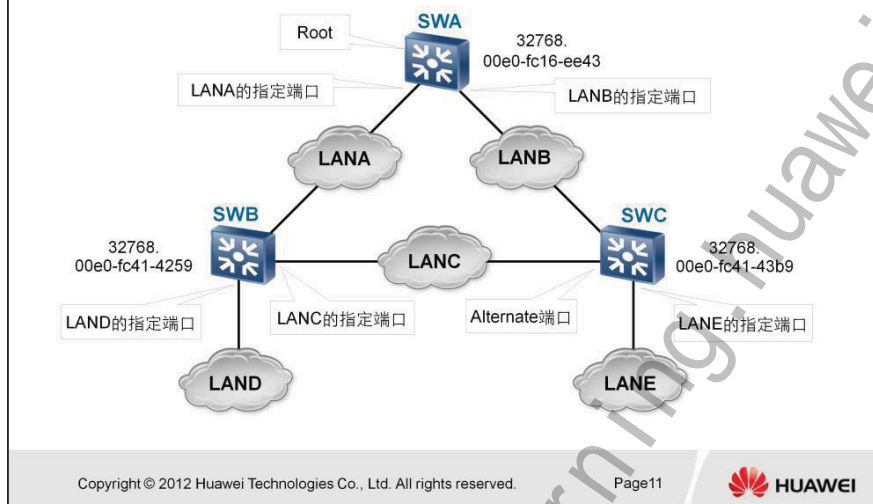 SWA
Root
32768.
00e0-fc16-ee43
LANA的指定端口
LANB的指定端口
LANA
LANB
SWB
SWC
32768.
00e0-fc41-4259
LANC
32768.
00e0-fc41-43b9
LAND的指定端口
LANC的指定端口
Alternate端口
LANE的指定端口
LAND
LANE
Copyright © 2012 Huawei Technologies Co., Ltd. All rights reserved.
Page11
HUAWEI
rning.huawei.